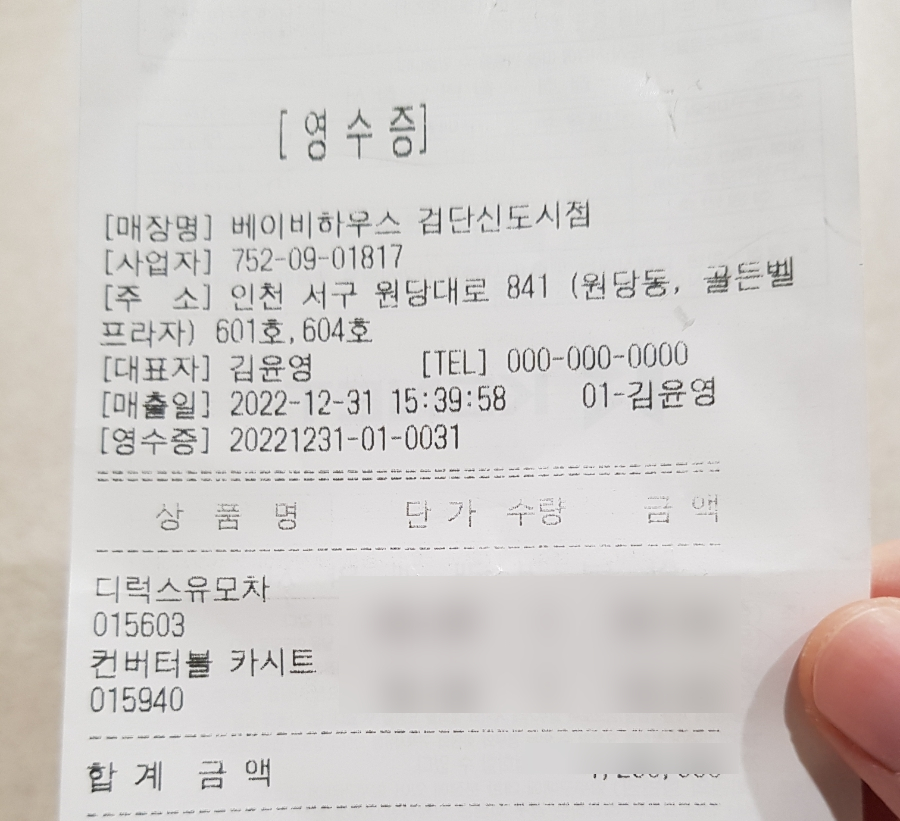 [영수증]
[매장명] 베이비하우스 검단신도시점
[사업자] 752-09-01817
[주 소] 인천 서구 원당대로 841 (원당동, 골든벨
프라자) 601호,604호
[대표자] 김윤영 [TEL] 000-000-0000
[매출일] 2022-12-31 15:39:58 01-김윤영
[영수증] 20221231-01-0031
상 품 명 단가 수량 금 액
디럭스유모차
015603
컨버터블 카시트
015940
합 계 금 액